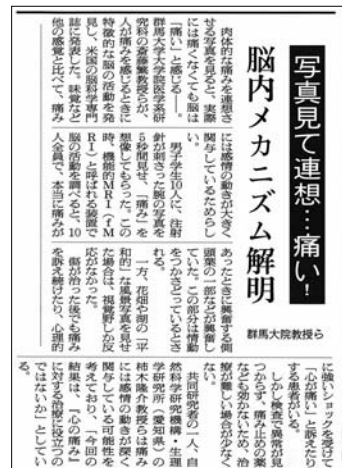 写真見て連想…痛い!
脳内メカニズム解明
群馬大院教授ら
肉体的な痛みを連想さ
せる写真を見ると、実際
には痛くなくても脳は
「痛い」と感じる――。
群馬大学大学院医学系研
究科の斎藤繁教授らが、
人が痛みを感じるときに
特徴的な脳の活動を発
見し、米国の脳科学専門
誌に発表した。味覚など
他の感覚と比べて、痛み
には感情の動きが大きく
関与しているためらし
い。
男子学生10人に、注射
針が刺さった腕の写真を
5秒間見せ、「痛み」を
想像してもらった。この
時、機能的MRI(fM
RI)と呼ばれる装置で
脳の活動を調べると、10
人全員で、本当に痛みが
あったときに興奮する側
頭葉の一部などが興奮し
ていた。この部分は情動
をつかさどっているとさ
れる。
一方、花畑や湖の「平
和的」な風景写真を見せ
た場合は、視覚野しか反
応がなかった。
傷が治った後でも痛み
を訴え続けたり、心理的
に強いショックを受けて
「心が痛い」と訴えたり
する患者がいる。
しかし検査で異常が見
つからず、痛み止めの薬
なども効かないため、治
療が難しい場合が少なく
ない。
共同研究者の一人、自
然科学研究機構・生理
学研究所(愛知県)の
柿木隆介教授らは痛み
には感情の動きが深く
関与している可能性を
考えており、「今回の
結果は、『心の痛み』
に対する治療に役立つの
ではないか」としてい
る。